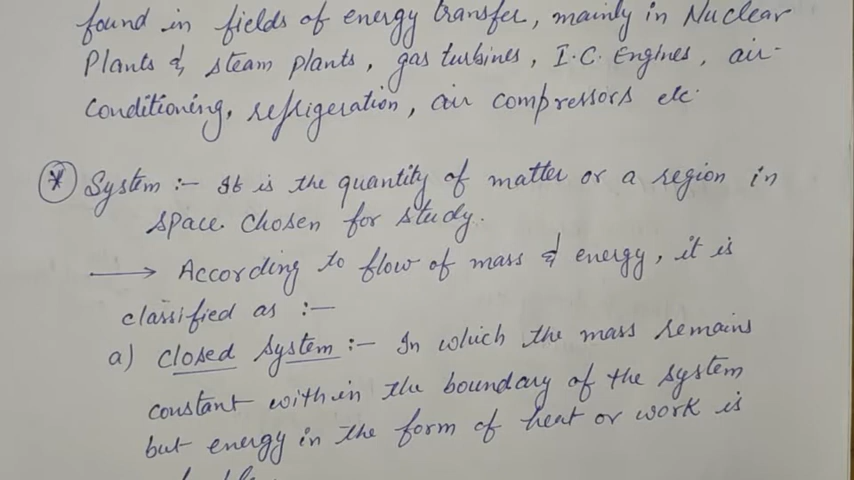 found in fields of energy transfer, mainly in Nuclear
Plants & steam plants, gas turbines, I.C. Engines, air-
conditioning, refrigeration, air compressors etc.
* System :- It is the quantity of matter or a region in
space chosen for study.
→ According to flow of mass & energy, it is
classified as :-
a) Closed System :- In which the mass remains
constant within the boundary of the system
but energy in the form of heat or work is